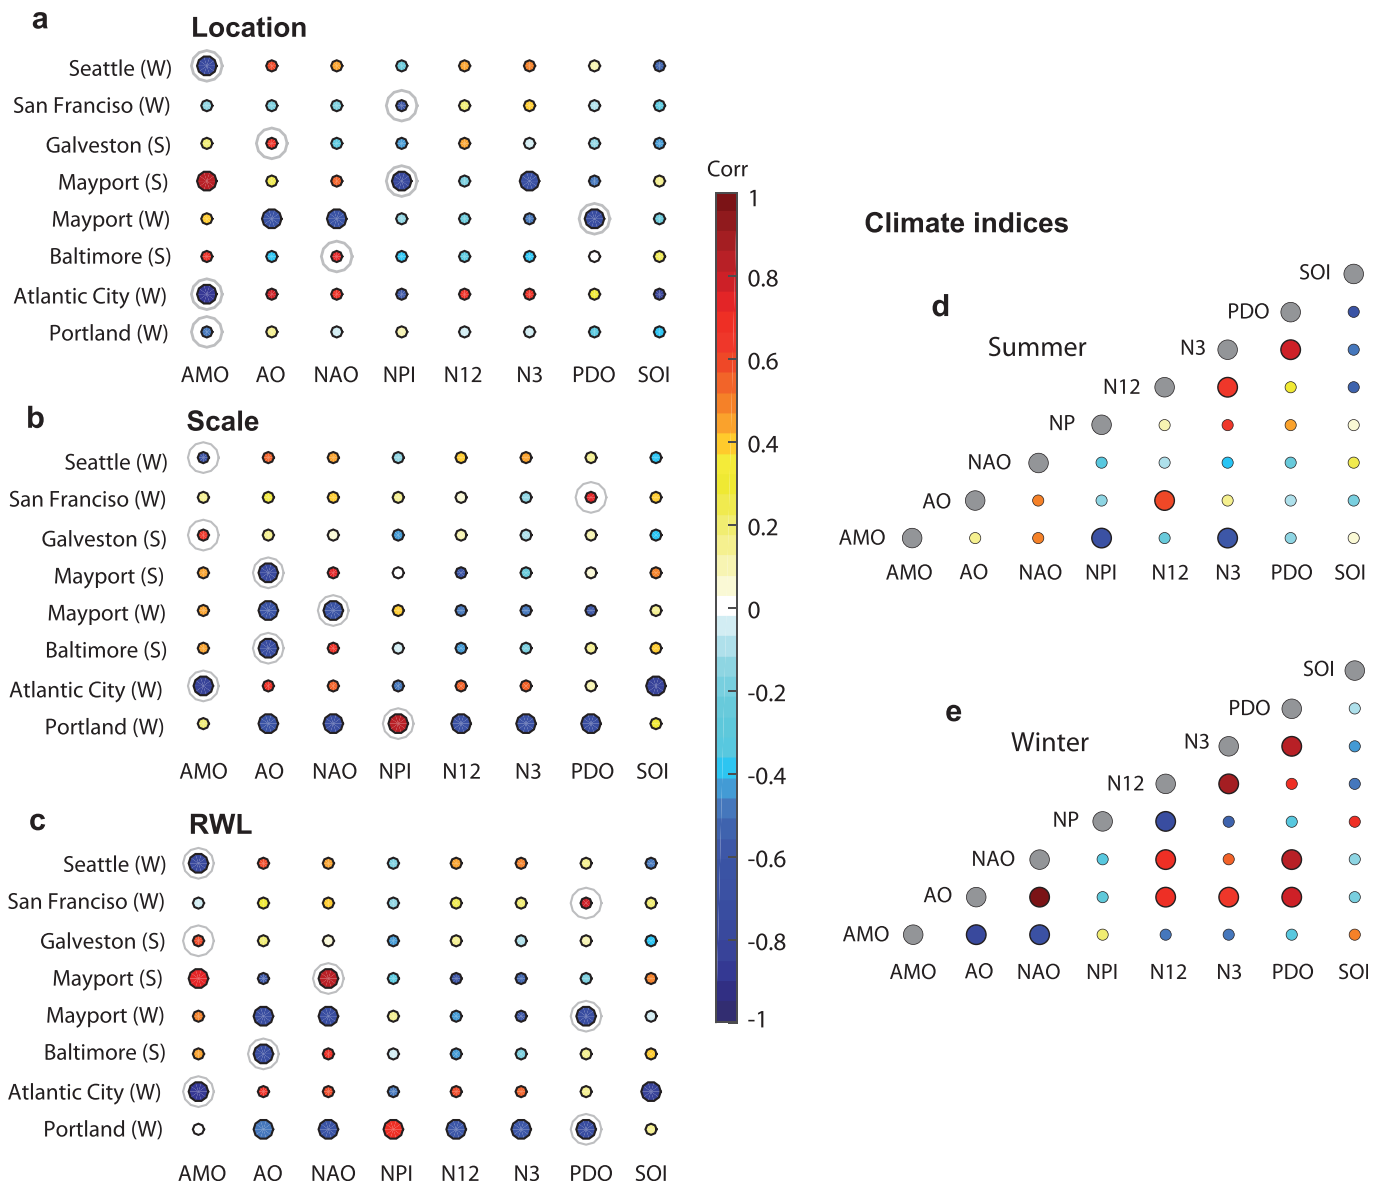 a Location
Seattle (W)
San Franciso (W)
Galveston (S)
Mayport (S)
Mayport (W)
Baltimore (S)
Atlantic City (W)
Portland (W)
AMO AO NAO NPI N12 N3 PDO SOI
b Scale
Seattle (W)
San Franciso (W)
Galveston (S)
Mayport (S)
Mayport (W)
Baltimore (S)
Atlantic City (W)
Portland (W)
AMO AO NAO NPI N12 N3 PDO SOI
c RWL
Seattle (W)
San Franciso (W)
Galveston (S)
Mayport (S)
Mayport (W)
Baltimore (S)
Atlantic City (W)
Portland (W)
AMO AO NAO NPI N12 N3 PDO SOI
Corr
1
0.8
0.6
0.4
0.2
0
-0.2
-0.4
-0.6
-0.8
-1
Climate indices
d
Summer
SOI
PDO
N3
N12
NP
NAO
AO
AMO
AMO AO NAO NPI N12 N3 PDO SOI
e
Winter
SOI
PDO
N3
N12
NP
NAO
AO
AMO
AMO AO NAO NPI N12 N3 PDO SOI